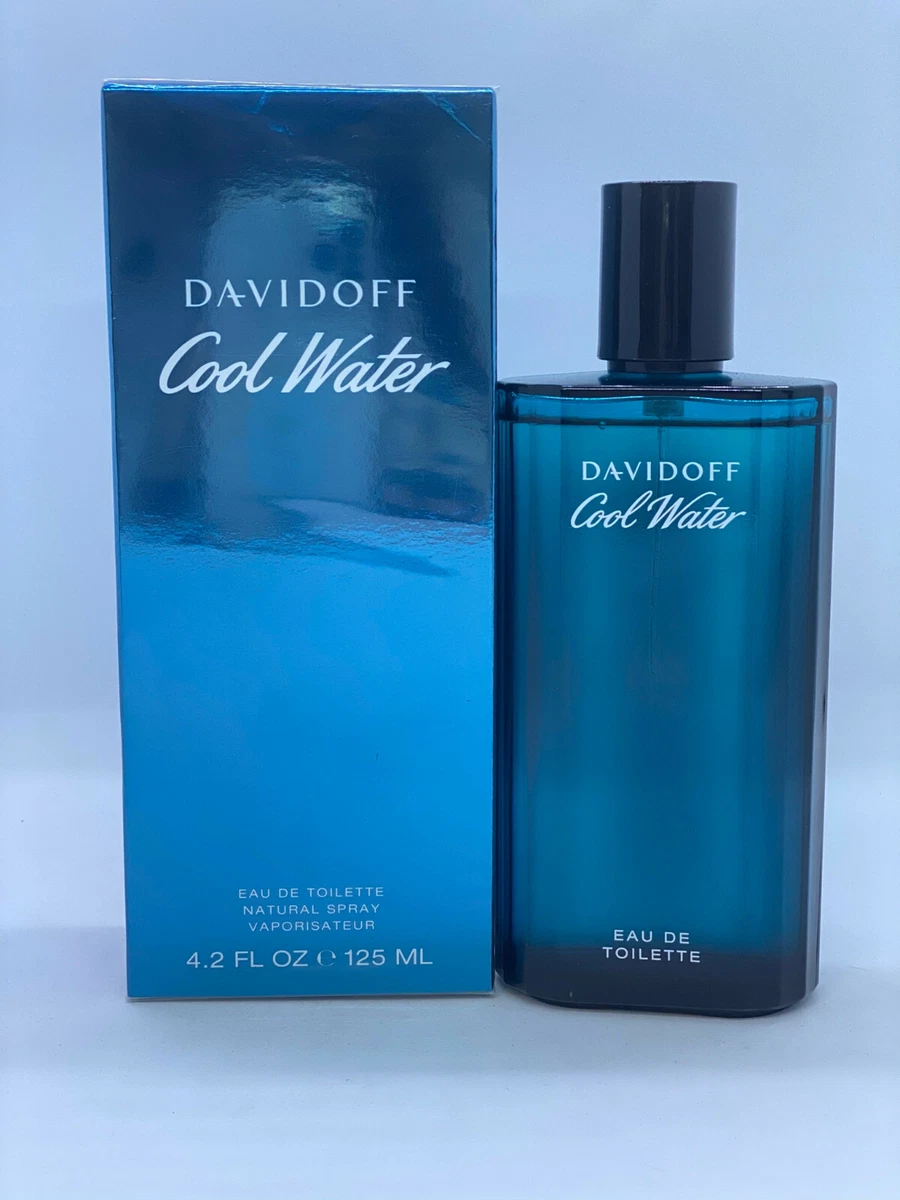 DAVIDOFF
Cool Water
EAU DE TOILETTE
NATURAL SPRAY
VAPORISATEUR
4.2 FL OZ ℮ 125 ML
DAVIDOFF
Cool Water
EAU DE
TOILETTE